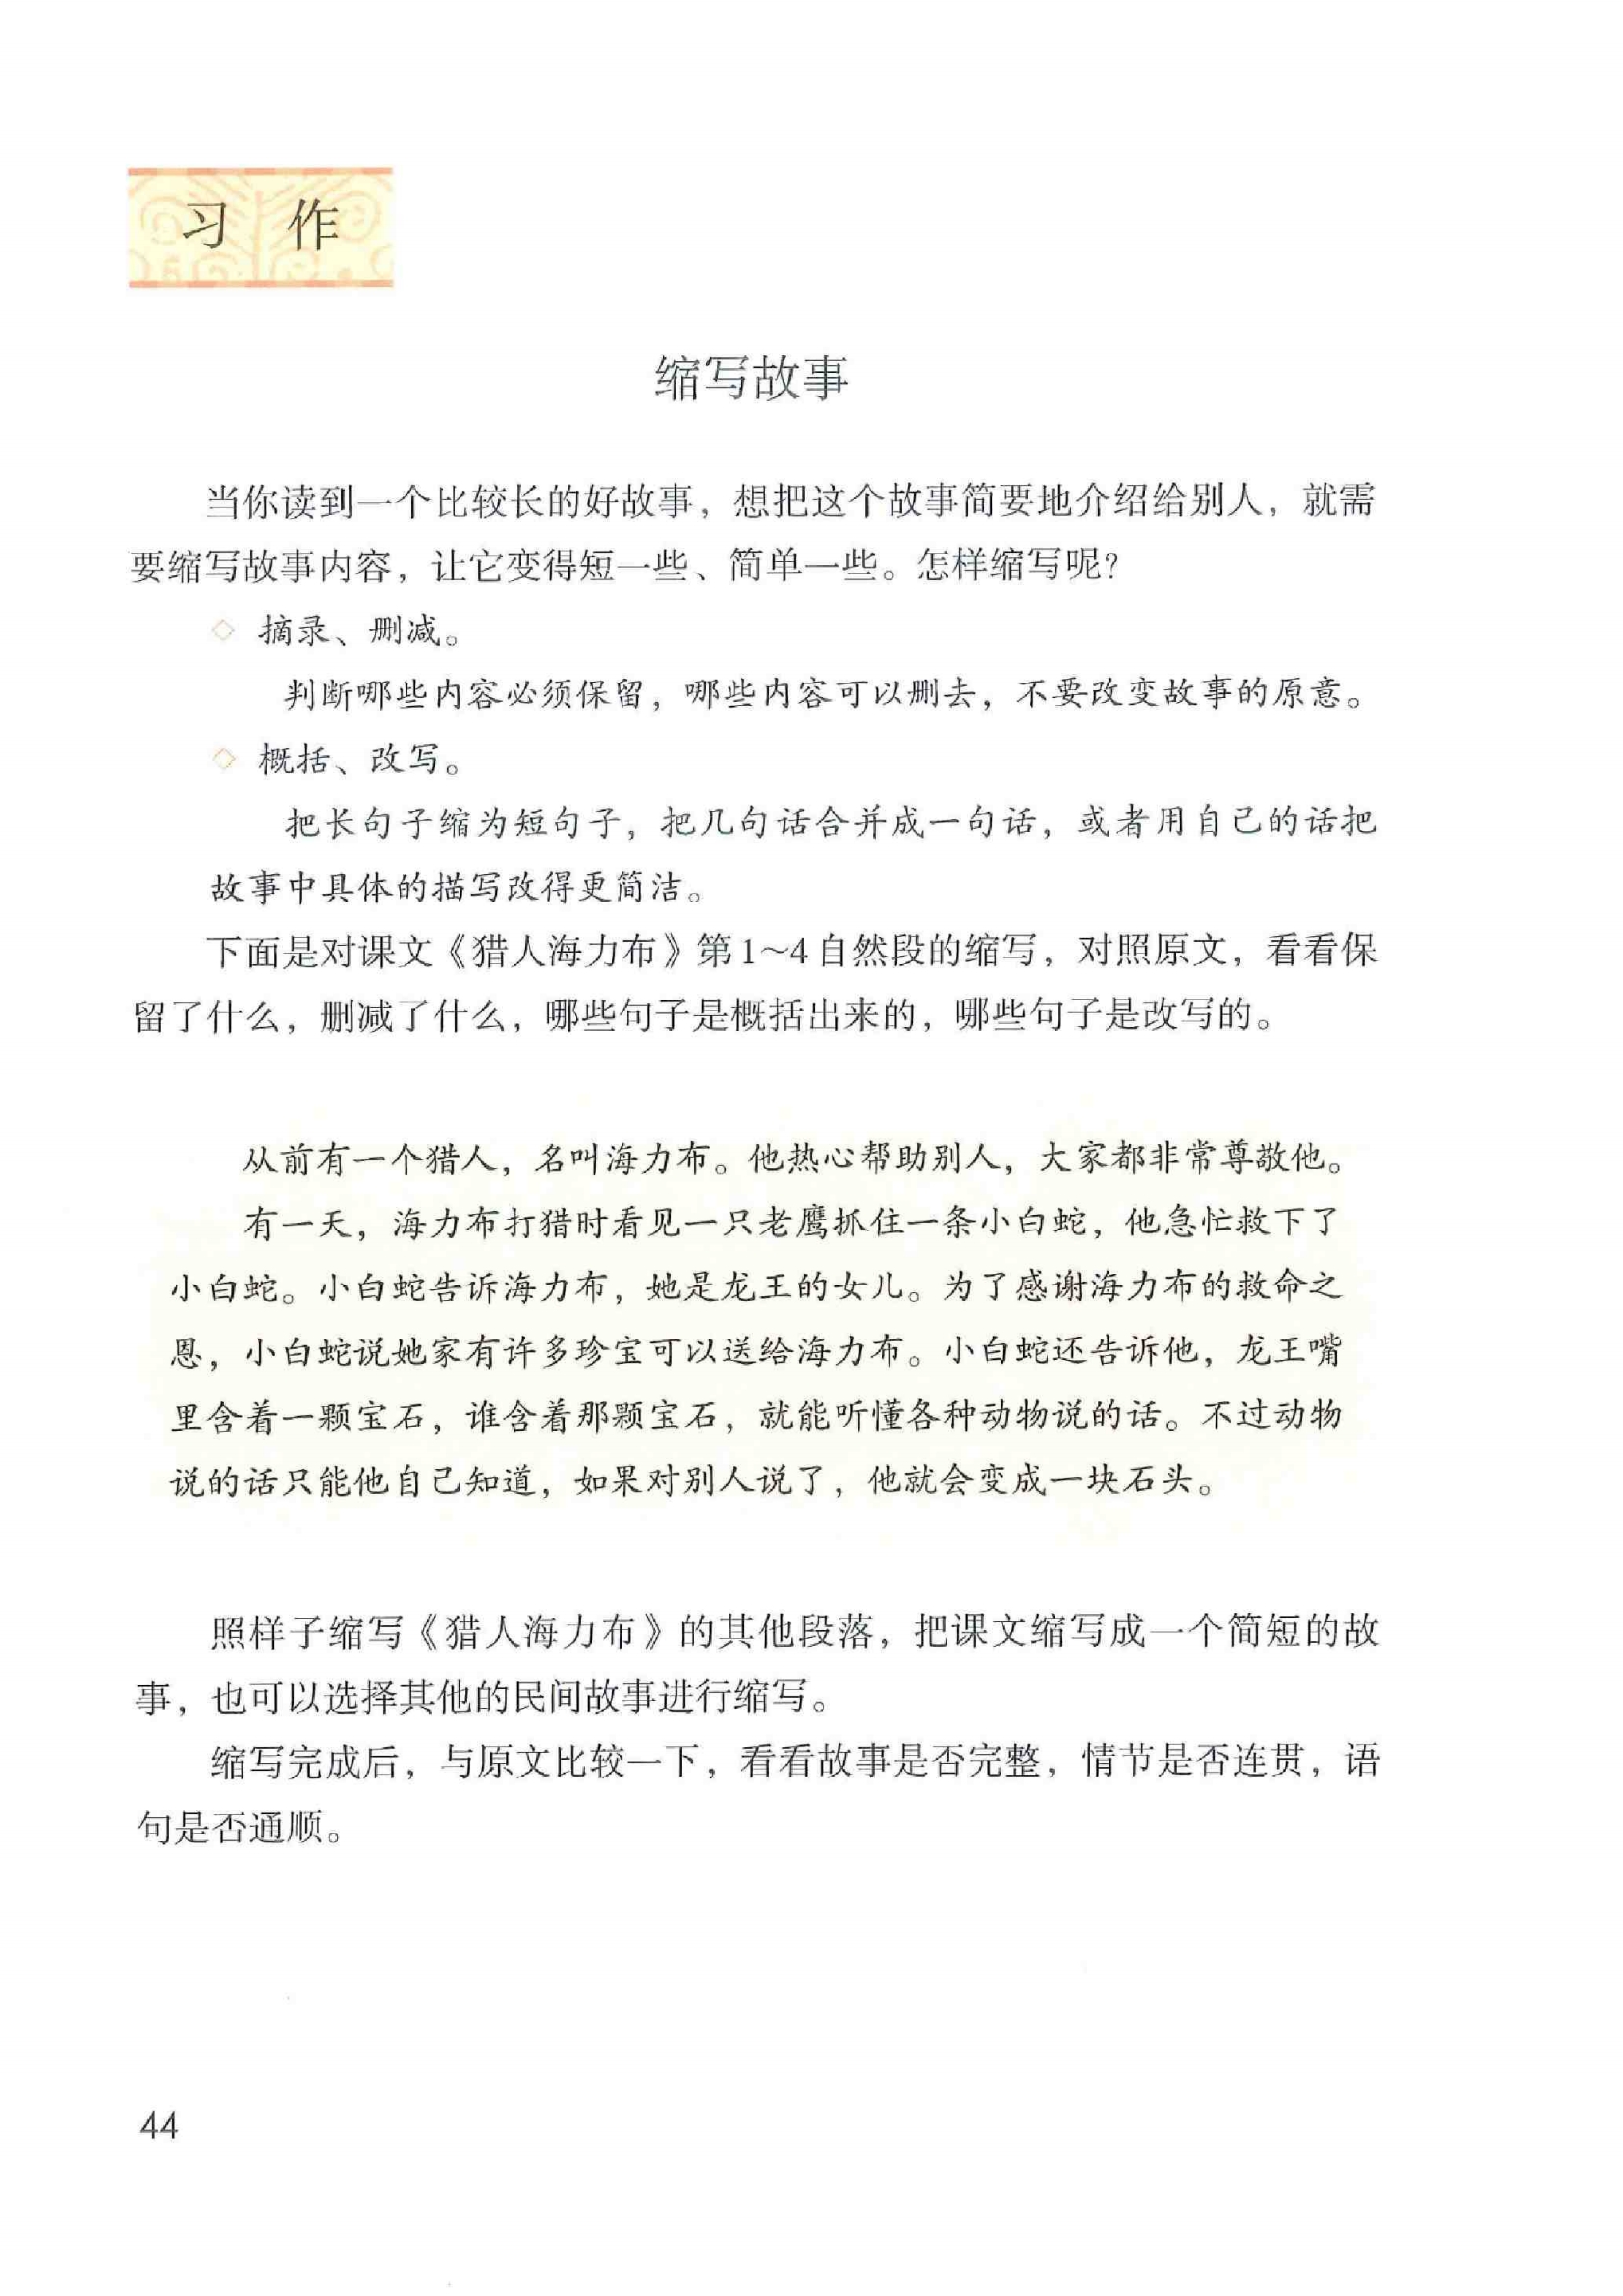 习 作
缩写故事
当你读到一个比较长的好故事，想把这个故事简要地介绍给别人，就需
要缩写故事内容，让它变得短一些、简单一些。怎样缩写呢？
◇ 摘录、删减。
判断哪些内容必须保留，哪些内容可以删去，不要改变故事的原意。
◇ 概括、改写。
把长句子缩为短句子，把几句话合并成一句话，或者用自己的话把
故事中具体的描写改得更简洁。
下面是对课文《猎人海力布》第1～4自然段的缩写，对照原文，看看保
留了什么，删减了什么，哪些句子是概括出来的，哪些句子是改写的。
从前有一个猎人，名叫海力布。他热心帮助别人，大家都非常尊敬他。
有一天，海力布打猎时看见一只老鹰抓住一条小白蛇，他急忙救下了
小白蛇。小白蛇告诉海力布，她是龙王的女儿。为了感谢海力布的救命之
恩，小白蛇说她家有许多珍宝可以送给海力布。小白蛇还告诉他，龙王嘴
里含着一颗宝石，谁含着那颗宝石，就能听懂各种动物说的话。不过动物
说的话只能他自己知道，如果对别人说了，他就会变成一块石头。
照样子缩写《猎人海力布》的其他段落，把课文缩写成一个简短的故
事，也可以选择其他的民间故事进行缩写。
缩写完成后，与原文比较一下，看看故事是否完整，情节是否连贯，语
句是否通顺。
44